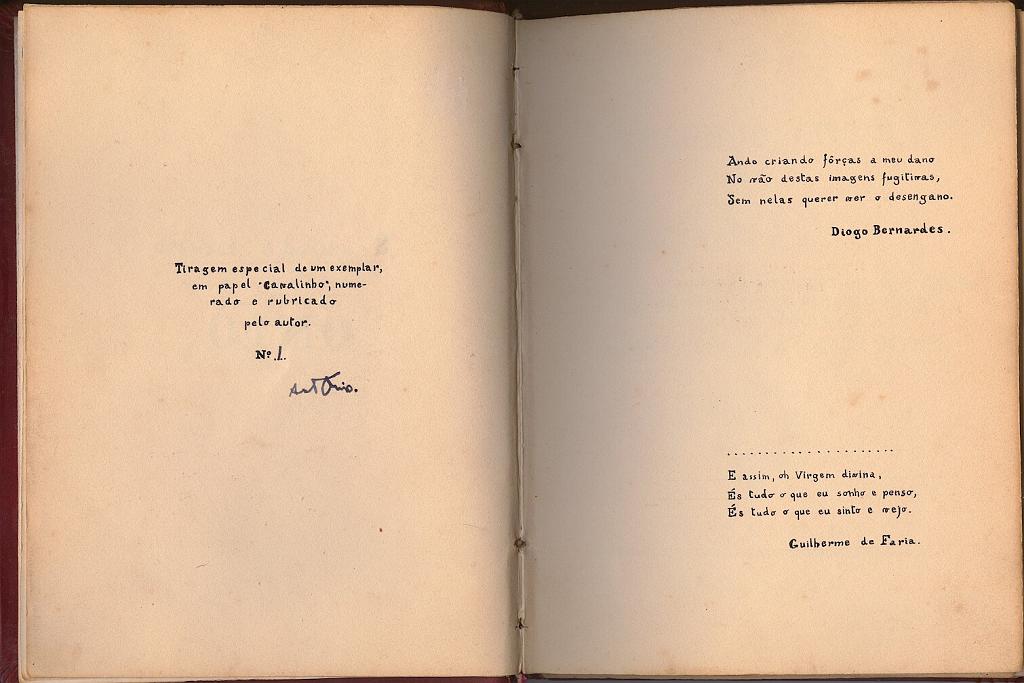 Tiragem especial de um exemplar,
em papel "Cavalinho", nume-
rado e rubricado
pelo autor.
Nº 1.
António.
Ando criando fôrças a meu dano
No vão destas imagens fugitivas,
Sem nelas querer ver o desengano.
Diogo Bernardes.
. . . . . . . . . . . . . . . . . . . . . .
E assim, oh Virgem divina,
És tudo o que eu sonho e penso,
És tudo o que eu sinto e vejo.
Guilherme de Faria.